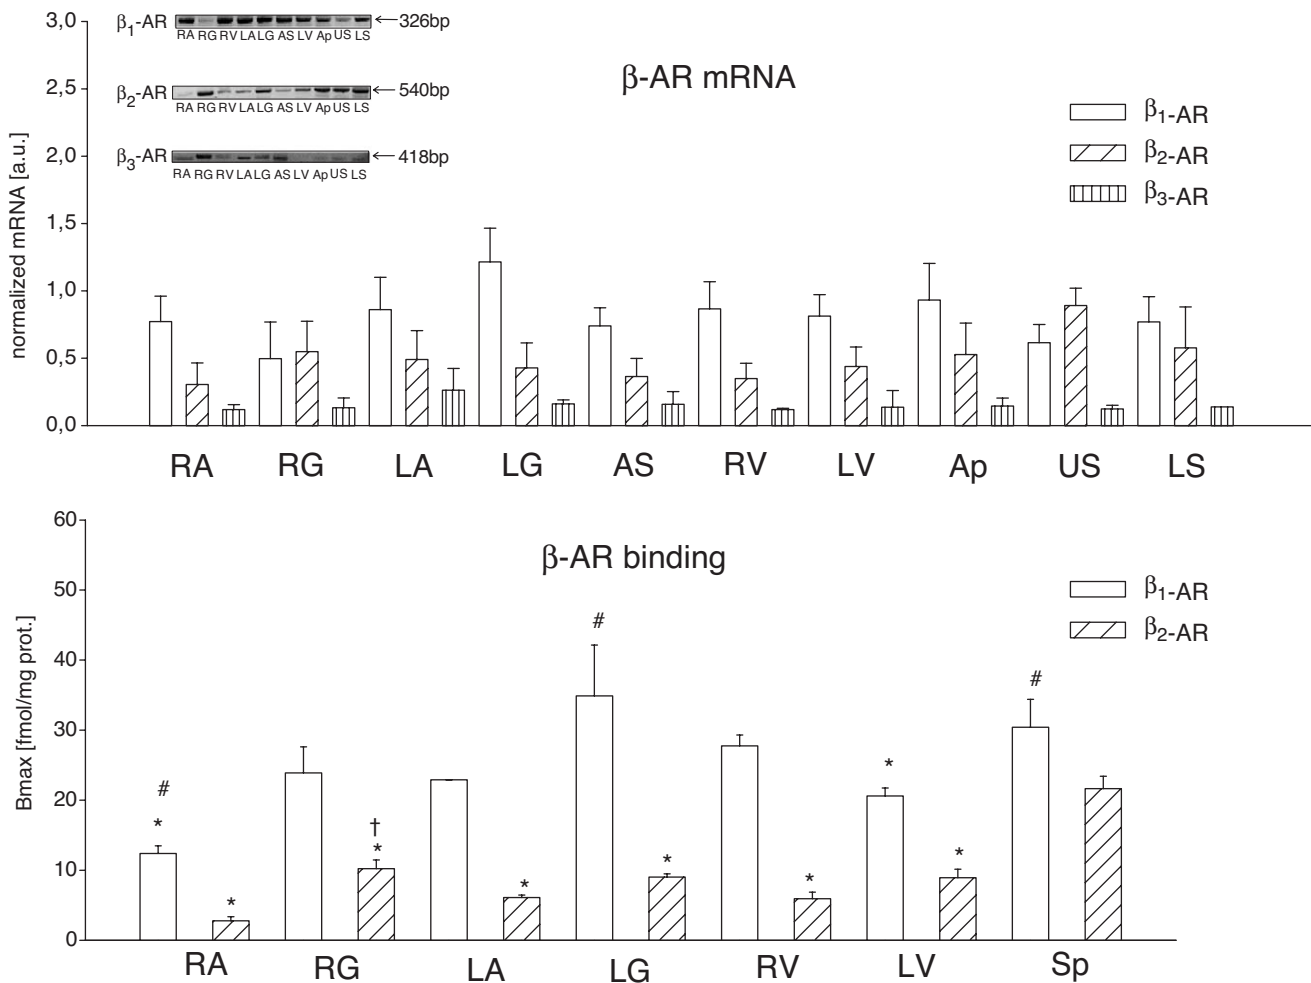 3,0
2,5
2,0
1,5
1,0
0,5
0,0
normalized mRNA [a.u.]
β1-AR
RA RG RV LA LG AS LV Ap US LS
←326bp
β2-AR
RA RG RV LA LG AS LV Ap US LS
←540bp
β3-AR
RA RG RV LA LG AS LV Ap US LS
←418bp
β-AR mRNA
β1-AR
β2-AR
β3-AR
RA RG LA LG AS RV LV Ap US LS
60
50
40
30
20
10
0
Bmax [fmol/mg prot.]
β-AR binding
β1-AR
β2-AR
#
*
*
†
*
*
#
*
*
*
*
#
RA RG LA LG RV LV Sp